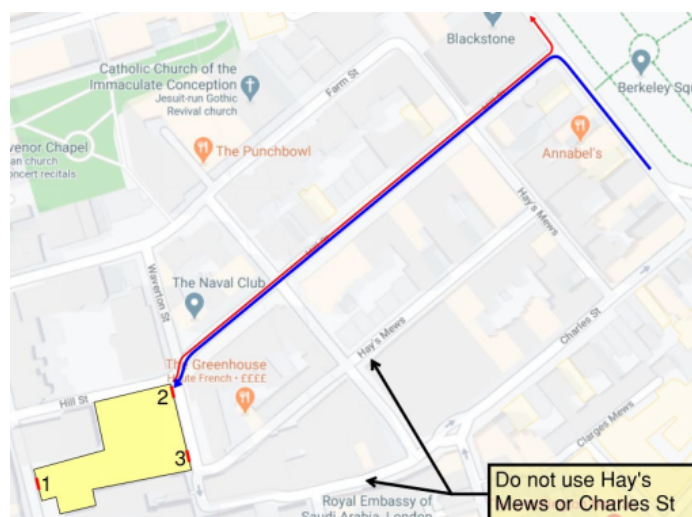 Blackstone
Catholic Church of the
Immaculate Conception
Jesuit-run Gothic
Revival church
Farm St
Berkeley Squ
venor Chapel
an church
oncert recitals
The Punchbowl
Annabel's
Hay's Mews
Waverton St
The Naval Club
Hay's Mews
Charles St
The Greenhouse
Haute French • ££££
Hill St
2
Clarges Mews
3
1
Do not use Hay's
Mews or Charles St
Royal Embassy of
Saudi Arabia, London